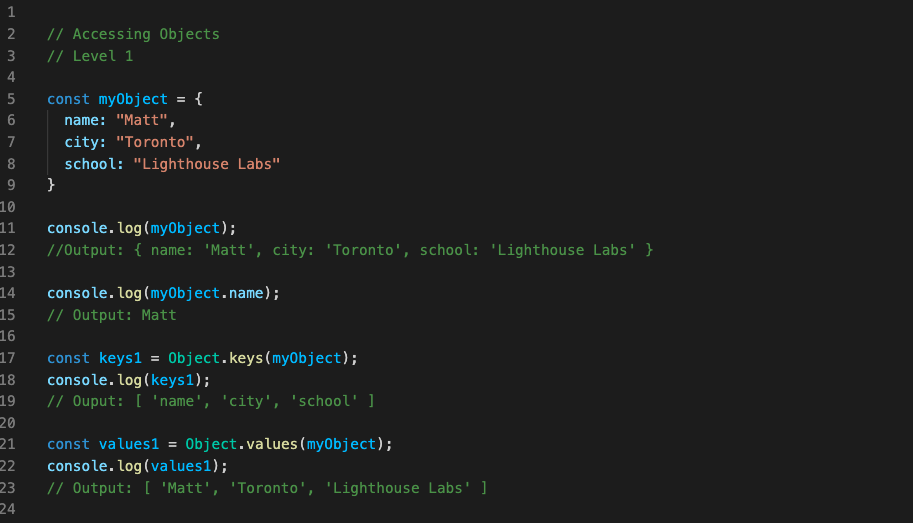 1
2 // Accessing Objects
3 // Level 1
4
5 const myObject = {
6 name: "Matt",
7 city: "Toronto",
8 school: "Lighthouse Labs"
9 }
10
11 console.log(myObject);
12 //Output: { name: 'Matt', city: 'Toronto', school: 'Lighthouse Labs' }
13
14 console.log(myObject.name);
15 // Output: Matt
16
17 const keys1 = Object.keys(myObject);
18 console.log(keys1);
19 // Ouput: [ 'name', 'city', 'school' ]
20
21 const values1 = Object.values(myObject);
22 console.log(values1);
23 // Output: [ 'Matt', 'Toronto', 'Lighthouse Labs' ]
24